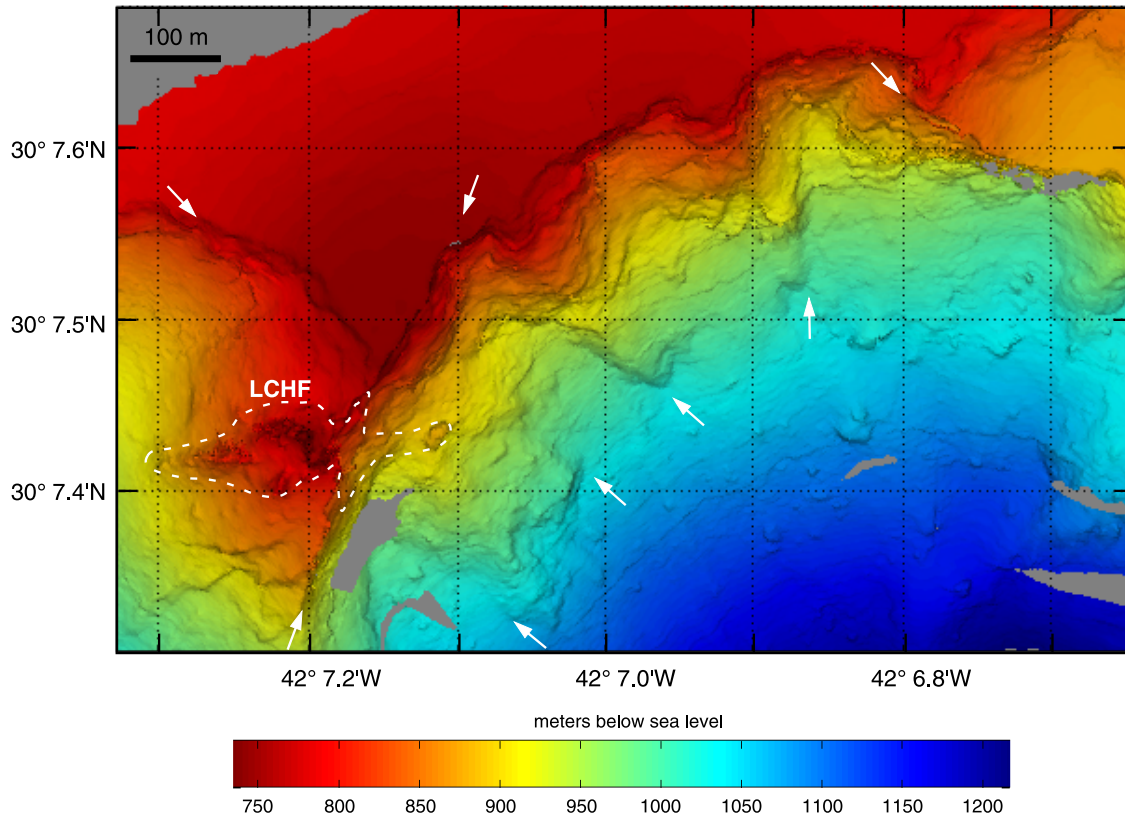 100 m
30° 7.6'N
30° 7.5'N
LCHF
30° 7.4'N
42° 7.2'W
42° 7.0'W
42° 6.8'W
meters below sea level
750
800
850
900
950
1000
1050
1100
1150
1200